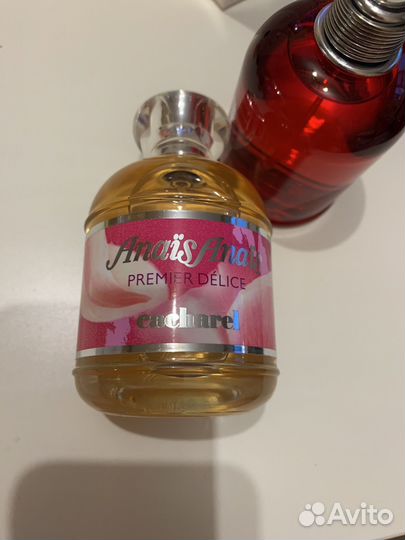 Anaïs Anaïs
PREMIER DÉLICE
cacharel
Avito